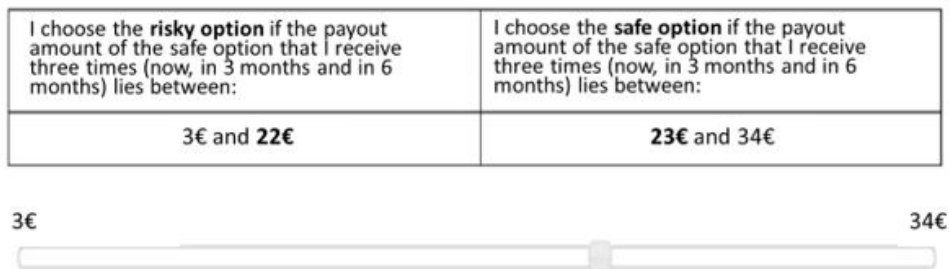 I choose the risky option if the payout
amount of the safe option that I receive
three times (now, in 3 months and in 6
months) lies between:
I choose the safe option if the payout
amount of the safe option that I receive
three times (now, in 3 months and in 6
months) lies between:
3€ and 22€
23€ and 34€
3€
34€